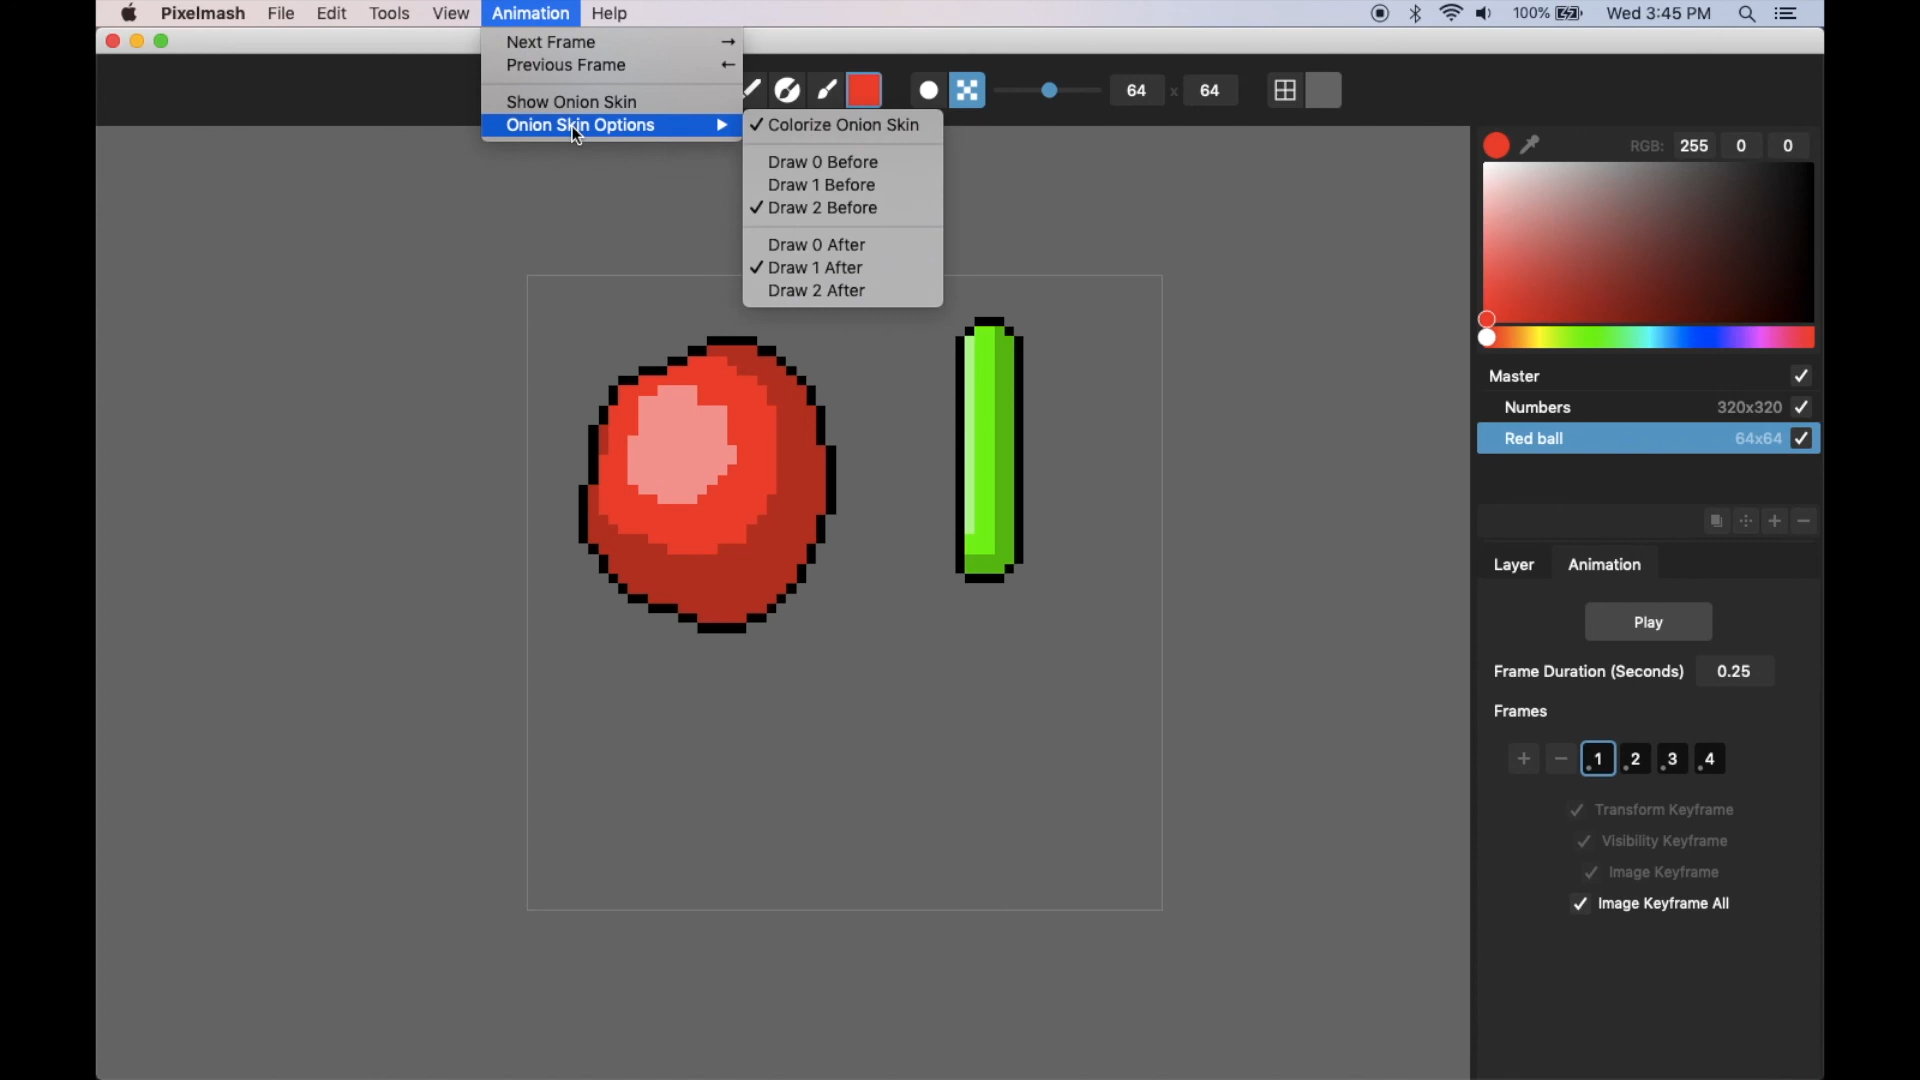 Pixelmash File Edit Tools View Animation Help 100% Wed 3:45 PM
Next Frame →
Previous Frame ←
Show Onion Skin
Onion Skin Options
Colorize Onion Skin
Draw 0 Before
Draw 1 Before
Draw 2 Before
Draw 0 After
Draw 1 After
Draw 2 After
64 x 64
RGB: 255 0 0
Master
Numbers 320x320
Red ball 64x64
Layer Animation
Play
Frame Duration (Seconds) 0.25
Frames
+ − 1 2 3 4
Transform Keyframe
Visibility Keyframe
Image Keyframe
Image Keyframe All